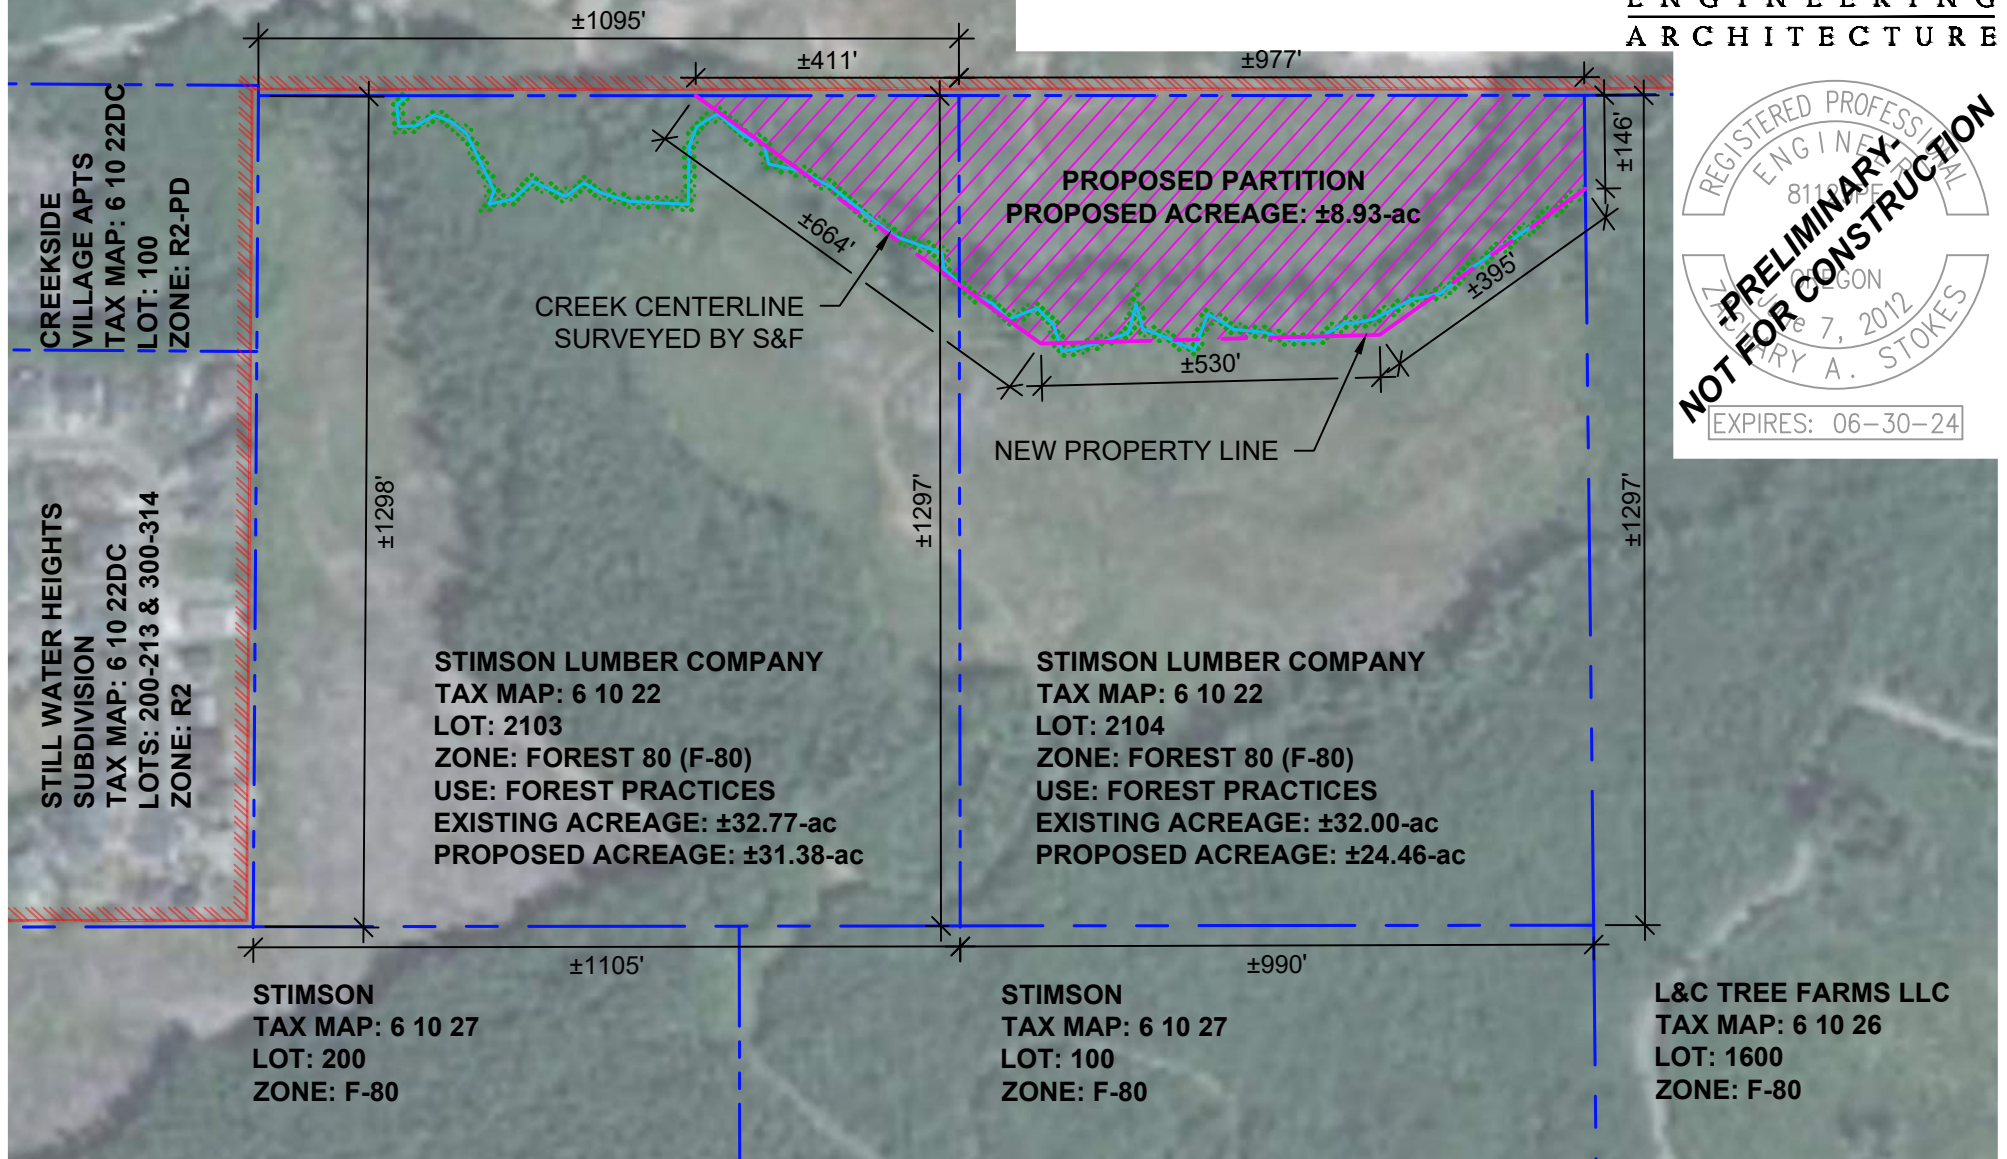 ENGINEERING
ARCHITECTURE
±1095'
±411'
±977'
±146'
REGISTERED PROFESSIONAL
ENGINEER
OREGON
7, 2012
ZACHARY A. STOKES
EXPIRES: 06-30-24
-PRELIMINARY-
NOT FOR CONSTRUCTION
CREEKSIDE
VILLAGE APTS
TAX MAP: 6 10 22DC
LOT: 100
ZONE: R2-PD
PROPOSED PARTITION
PROPOSED ACREAGE: ±8.93-ac
±664'
±395'
CREEK CENTERLINE
SURVEYED BY S&F
±530'
NEW PROPERTY LINE
±1298'
±1297'
±1297'
STILL WATER HEIGHTS
SUBDIVISION
TAX MAP: 6 10 22DC
LOTS: 200-213 & 300-314
ZONE: R2
STIMSON LUMBER COMPANY
TAX MAP: 6 10 22
LOT: 2103
ZONE: FOREST 80 (F-80)
USE: FOREST PRACTICES
EXISTING ACREAGE: ±32.77-ac
PROPOSED ACREAGE: ±31.38-ac
STIMSON LUMBER COMPANY
TAX MAP: 6 10 22
LOT: 2104
ZONE: FOREST 80 (F-80)
USE: FOREST PRACTICES
EXISTING ACREAGE: ±32.00-ac
PROPOSED ACREAGE: ±24.46-ac
±1105'
±990'
STIMSON
TAX MAP: 6 10 27
LOT: 200
ZONE: F-80
STIMSON
TAX MAP: 6 10 27
LOT: 100
ZONE: F-80
L&C TREE FARMS LLC
TAX MAP: 6 10 26
LOT: 1600
ZONE: F-80